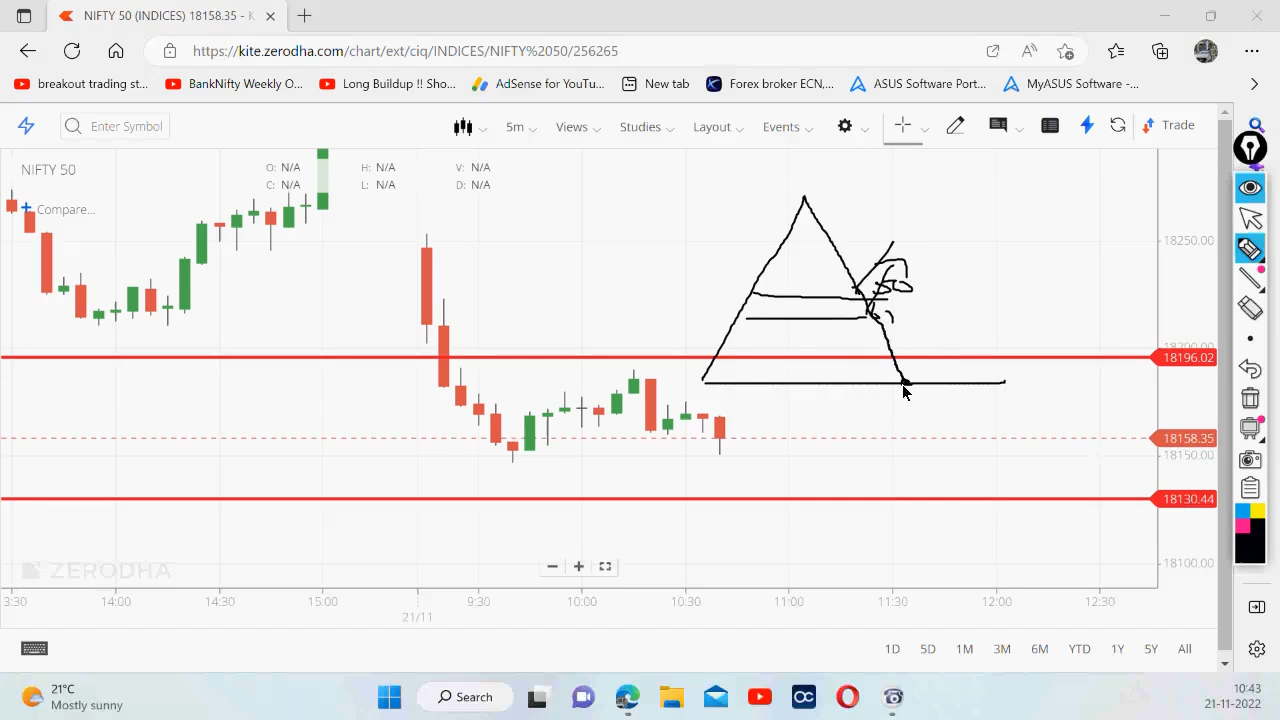 NIFTY 50 (INDICES) 18158.35 - K
https://kite.zerodha.com/chart/ext/ciq/INDICES/NIFTY%2050/256265
breakout trading st...
BankNifty Weekly O...
Long Buildup !! Sho...
AdSense for YouTu...
New tab
Forex broker ECN,...
ASUS Software Port...
MyASUS Software -...
Enter Symbol
5m
Views
Studies
Layout
Events
Trade
NIFTY 50
O: N/A
H: N/A
V: N/A
C: N/A
L: N/A
D: N/A
Compare...
18250.00
50
18200.00
18196.02
18158.35
18150.00
18130.44
18100.00
ZERODHA
3:30
14:00
14:30
15:00
9:30
10:00
10:30
11:00
11:30
12:00
12:30
21/11
1D
5D
1M
3M
6M
YTD
1Y
5Y
All
21°C
Mostly sunny
Search
10:43
21-11-2022